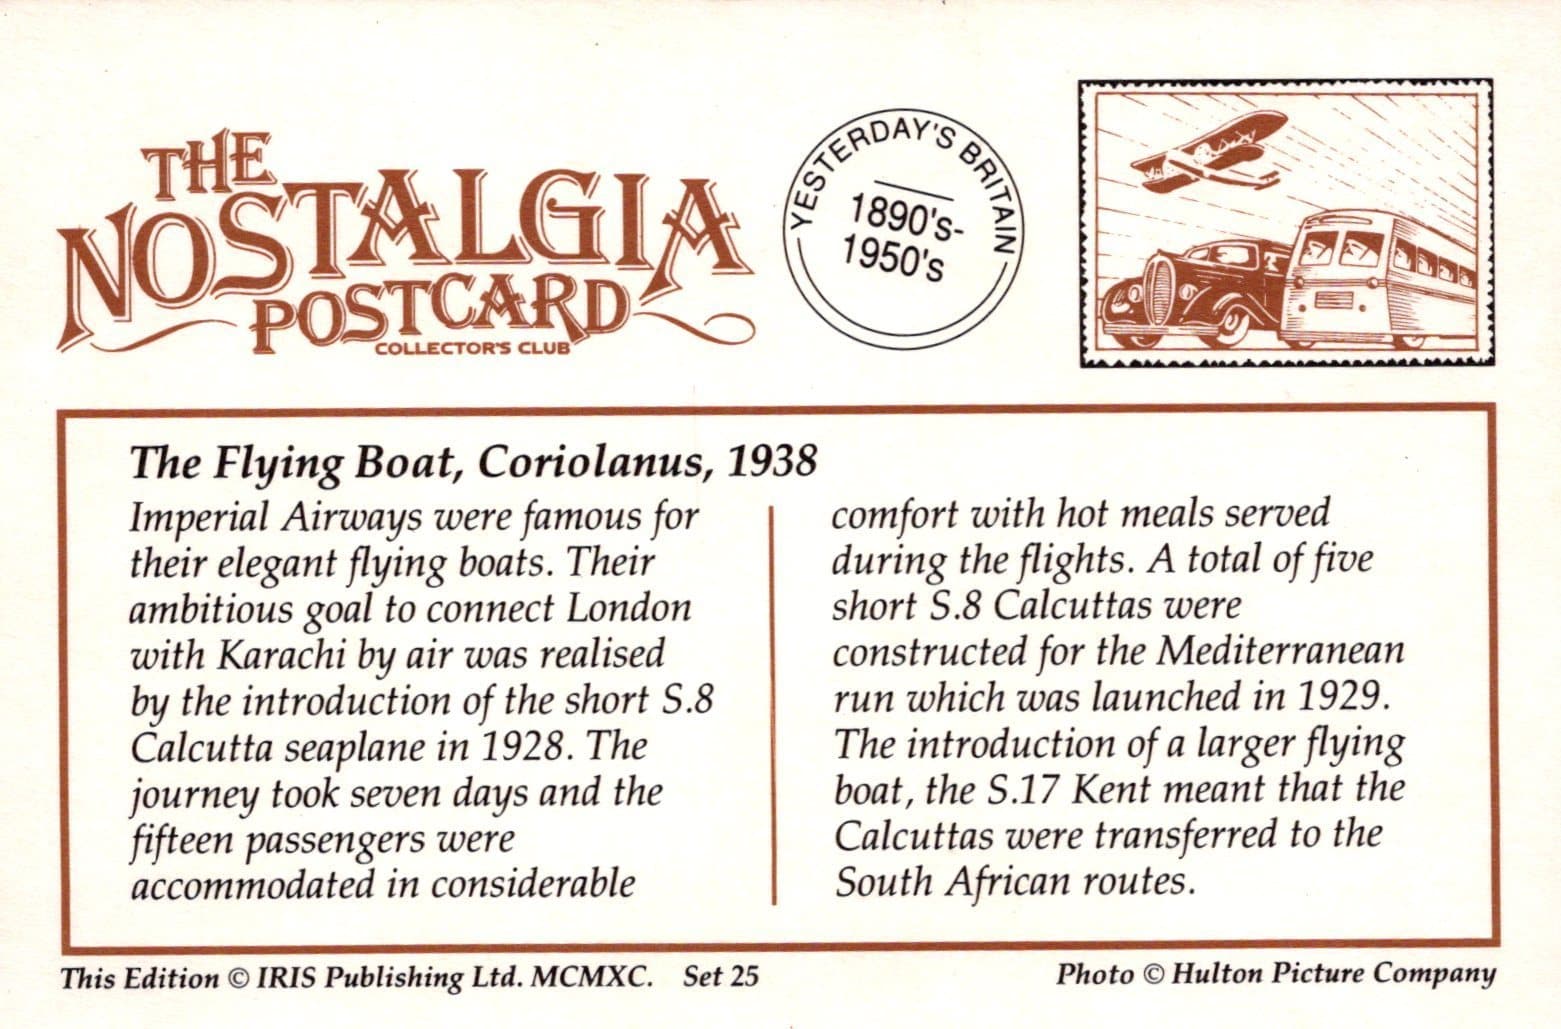 THE
NOSTALGIA
POSTCARD
COLLECTOR'S CLUB
YESTERDAY'S BRITAIN
1890's-
1950's
The Flying Boat, Coriolanus, 1938
Imperial Airways were famous for
their elegant flying boats. Their
ambitious goal to connect London
with Karachi by air was realised
by the introduction of the short S.8
Calcutta seaplane in 1928. The
journey took seven days and the
fifteen passengers were
accommodated in considerable
comfort with hot meals served
during the flights. A total of five
short S.8 Calcuttas were
constructed for the Mediterranean
run which was launched in 1929.
The introduction of a larger flying
boat, the S.17 Kent meant that the
Calcuttas were transferred to the
South African routes.
This Edition © IRIS Publishing Ltd. MCMXC. Set 25
Photo © Hulton Picture Company